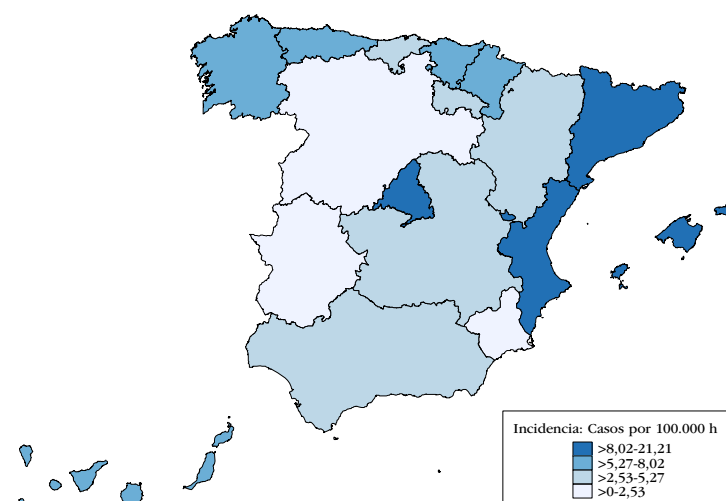 Incidencia: Casos por 100.000 h
>8,02-21,21
>5,27-8,02
>2,53-5,27
>0-2,53